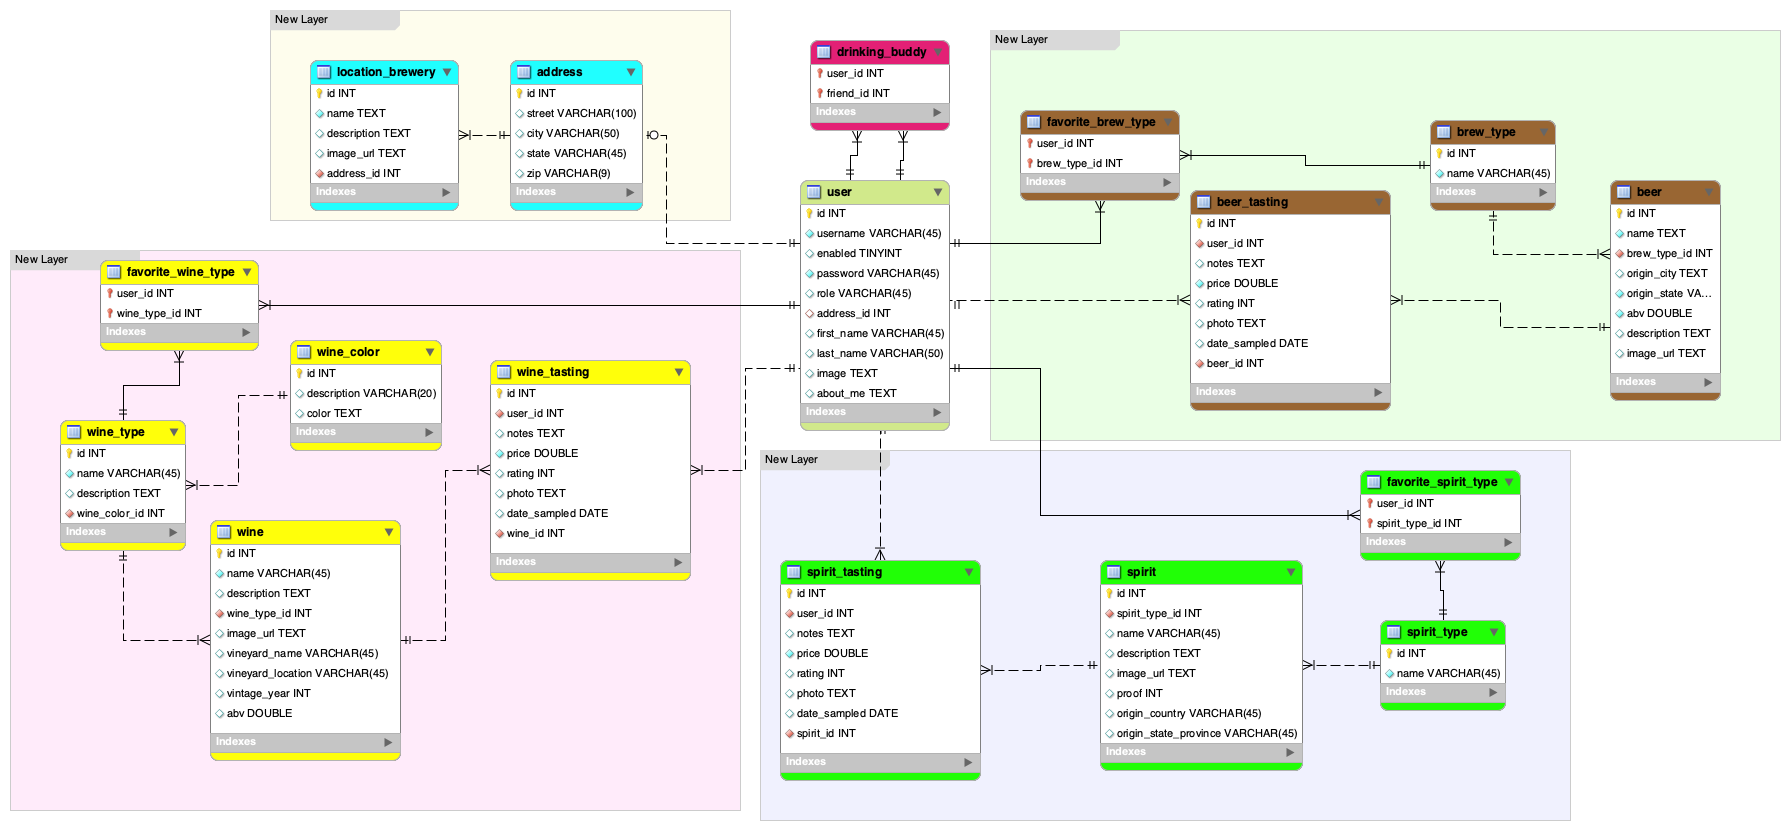 New Layer
location_brewery
id INT
name TEXT
description TEXT
image_url TEXT
address_id INT
Indexes
address
id INT
street VARCHAR(100)
city VARCHAR(50)
state VARCHAR(45)
zip VARCHAR(9)
Indexes
drinking_buddy
user_id INT
friend_id INT
Indexes
user
id INT
username VARCHAR(45)
enabled TINYINT
password VARCHAR(45)
role VARCHAR(45)
address_id INT
first_name VARCHAR(45)
last_name VARCHAR(50)
image TEXT
about_me TEXT
Indexes
New Layer
favorite_brew_type
user_id INT
brew_type_id INT
Indexes
brew_type
id INT
name VARCHAR(45)
Indexes
beer_tasting
id INT
user_id INT
notes TEXT
price DOUBLE
rating INT
photo TEXT
date_sampled DATE
beer_id INT
Indexes
beer
id INT
name TEXT
brew_type_id INT
origin_city TEXT
origin_state VA...
abv DOUBLE
description TEXT
image_url TEXT
Indexes
New Layer
favorite_wine_type
user_id INT
wine_type_id INT
Indexes
wine_color
id INT
description VARCHAR(20)
color TEXT
Indexes
wine_type
id INT
name VARCHAR(45)
description TEXT
wine_color_id INT
Indexes
wine_tasting
id INT
user_id INT
notes TEXT
price DOUBLE
rating INT
photo TEXT
date_sampled DATE
wine_id INT
Indexes
wine
id INT
name VARCHAR(45)
description TEXT
wine_type_id INT
image_url TEXT
vineyard_name VARCHAR(45)
vineyard_location VARCHAR(45)
vintage_year INT
abv DOUBLE
Indexes
New Layer
favorite_spirit_type
user_id INT
spirit_type_id INT
Indexes
spirit_tasting
id INT
user_id INT
notes TEXT
price DOUBLE
rating INT
photo TEXT
date_sampled DATE
spirit_id INT
Indexes
spirit
id INT
spirit_type_id INT
name VARCHAR(45)
description TEXT
image_url TEXT
proof INT
origin_country VARCHAR(45)
origin_state_province VARCHAR(45)
Indexes
spirit_type
id INT
name VARCHAR(45)
Indexes